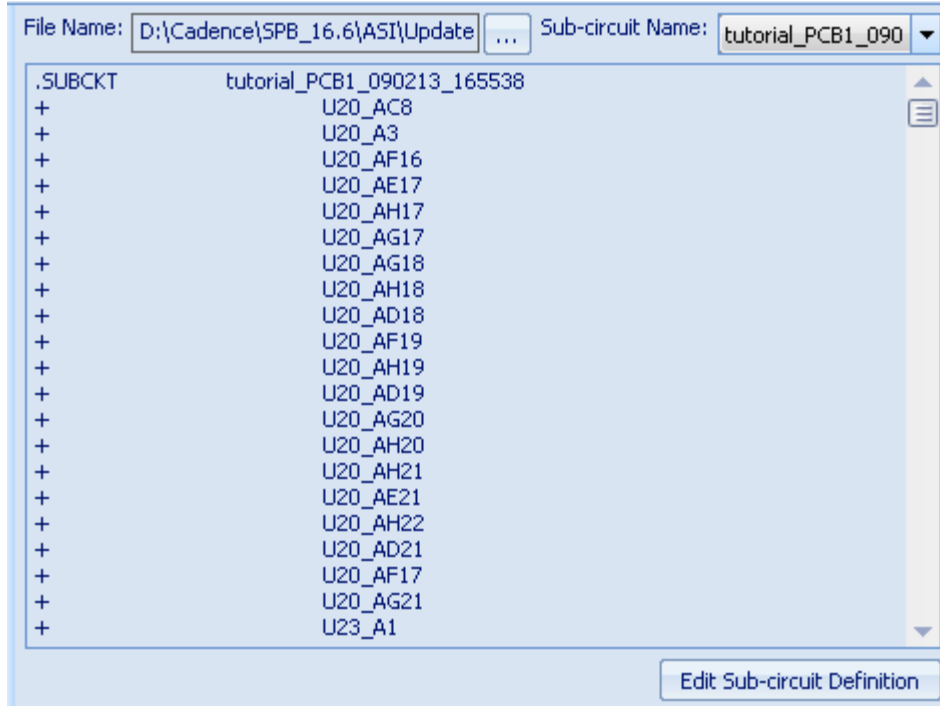 File Name: D:\Cadence\SPB_16.6\ASI\Update ... Sub-circuit Name: tutorial_PCB1_090
.SUBCKT tutorial_PCB1_090213_165538
+ U20_AC8
+ U20_A3
+ U20_AF16
+ U20_AE17
+ U20_AH17
+ U20_AG17
+ U20_AG18
+ U20_AH18
+ U20_AD18
+ U20_AF19
+ U20_AH19
+ U20_AD19
+ U20_AG20
+ U20_AH20
+ U20_AH21
+ U20_AE21
+ U20_AH22
+ U20_AD21
+ U20_AF17
+ U20_AG21
+ U23_A1
Edit Sub-circuit Definition